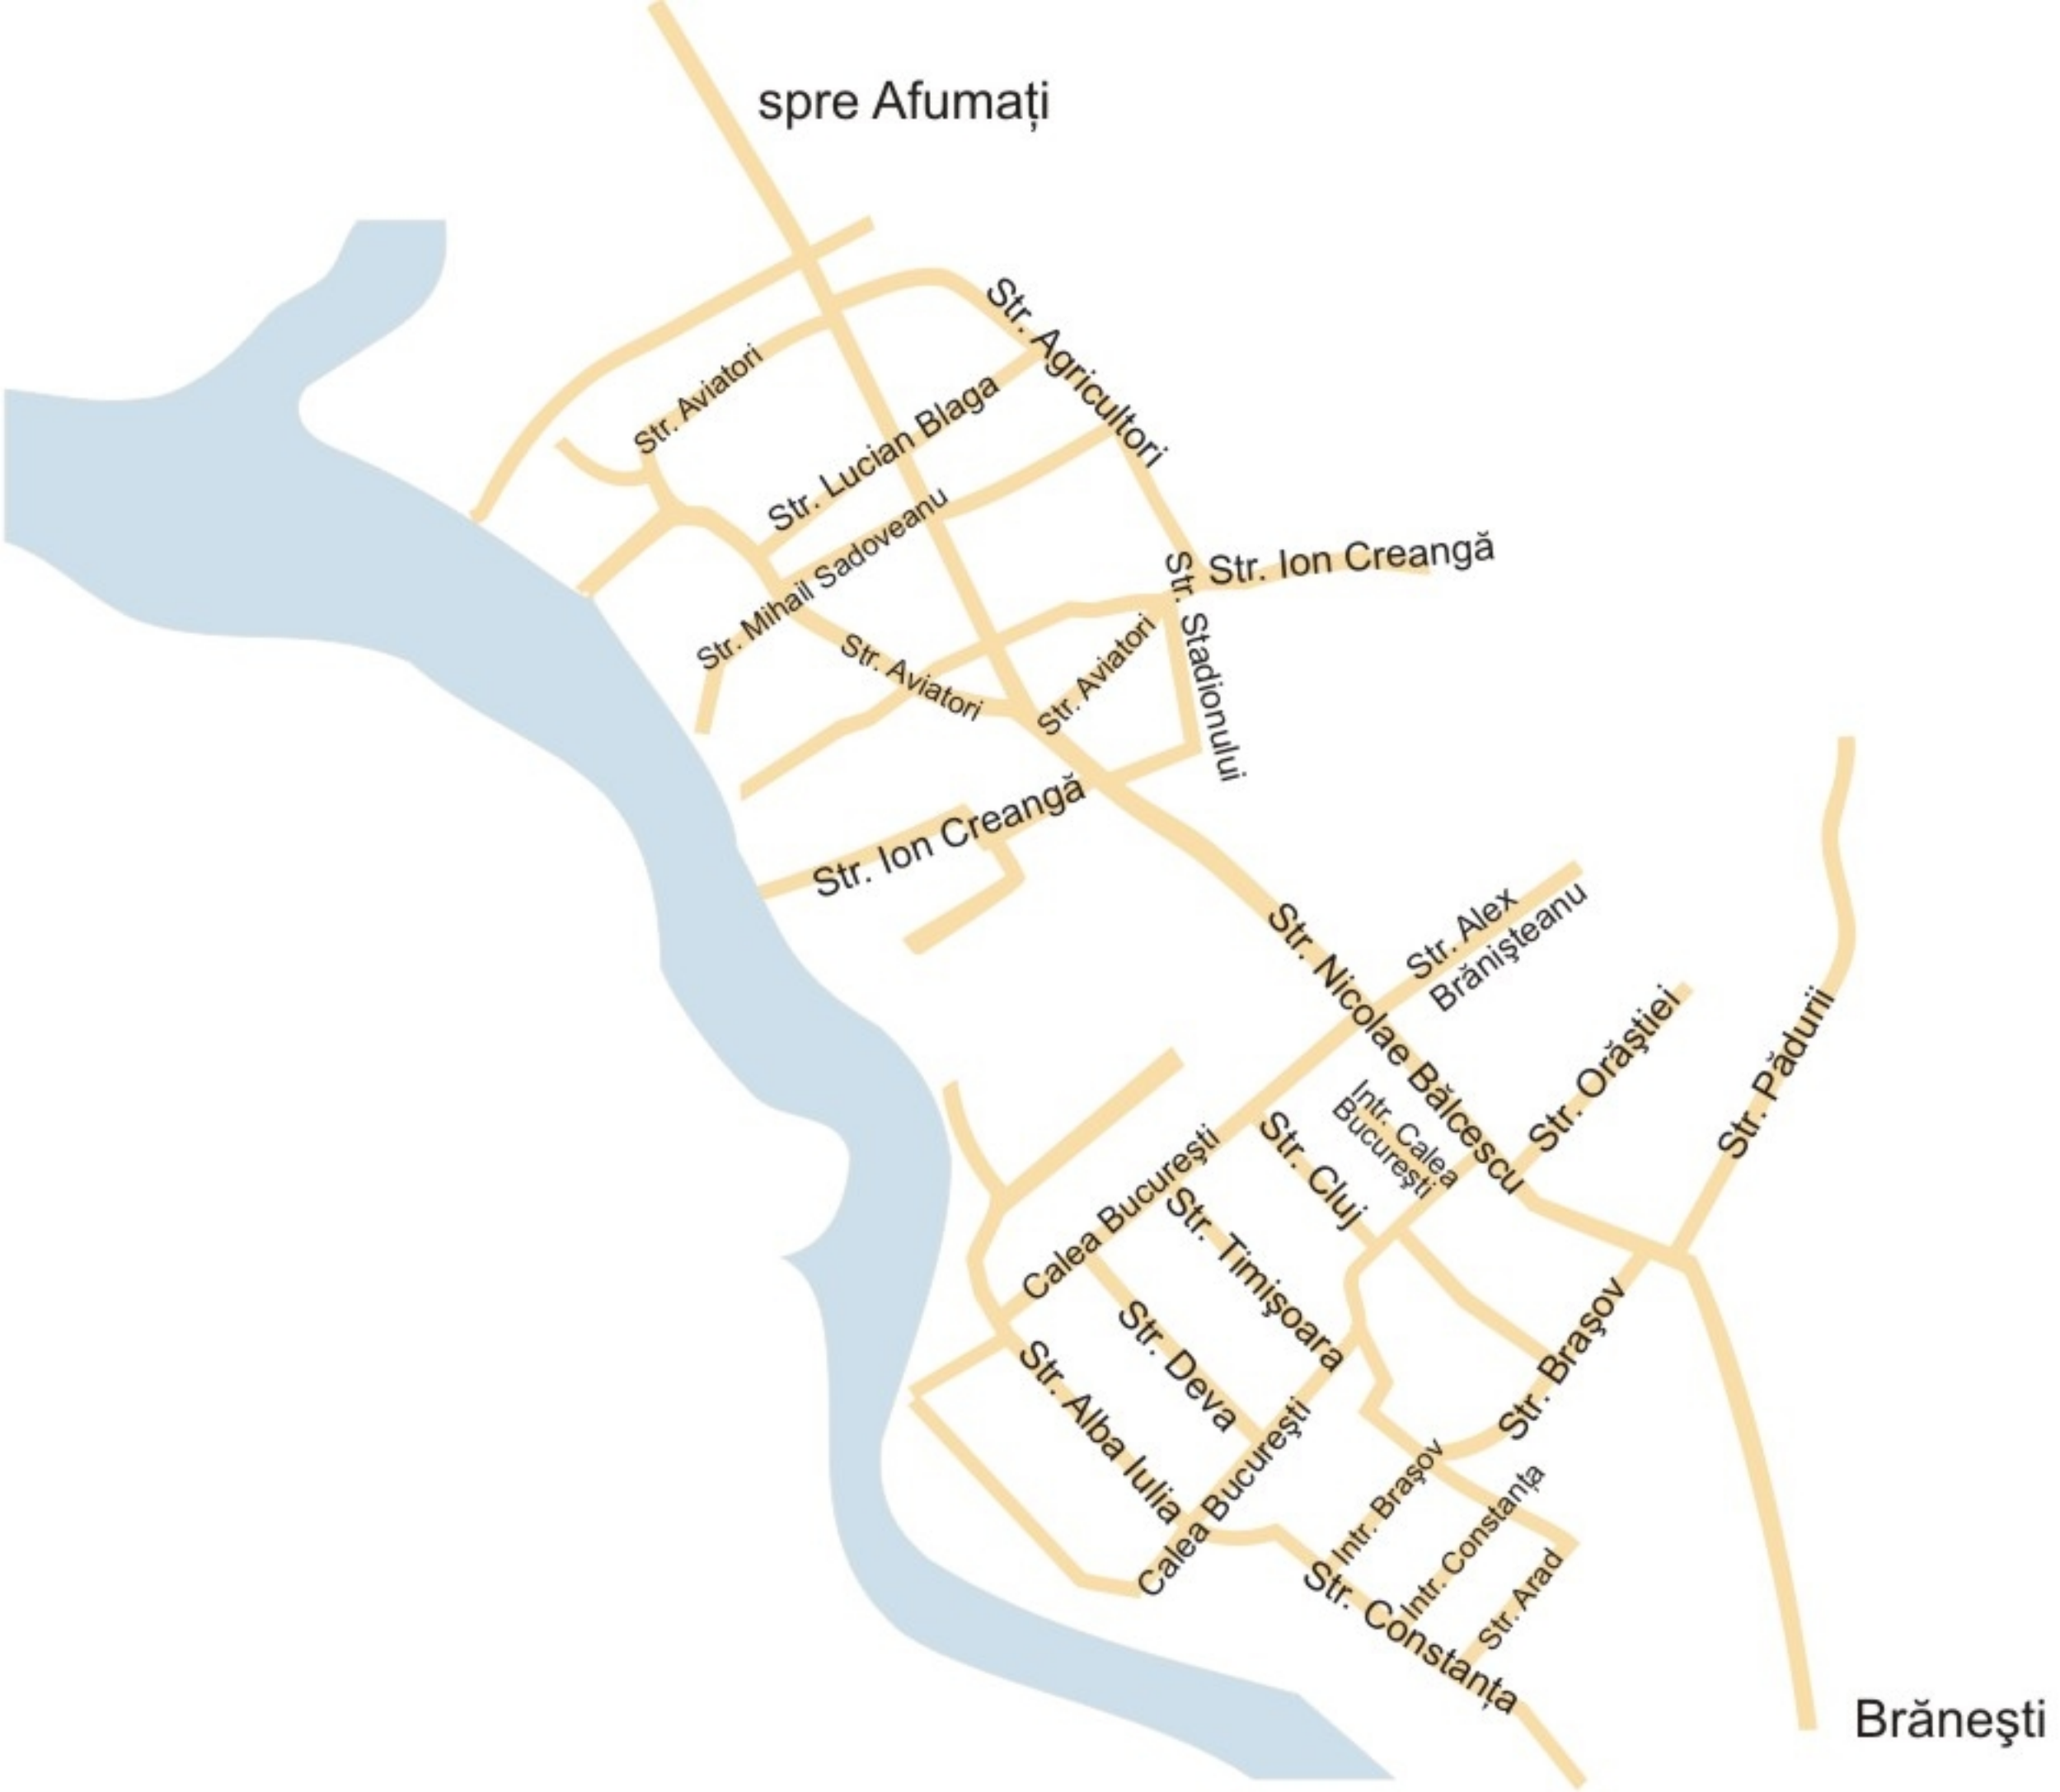 spre Afumați
Str. Agricultori
Str. Aviatori
Str. Lucian Blaga
Str. Mihail Sadoveanu
Str. Ion Creangă
Str. Stadionului
Str. Aviatori
Str. Aviatori
Str. Ion Creangă
Str. Nicolae Bălcescu
Str. Alex
Brănişteanu
Str. Orăştiei
Str. Pădurii
Intr. Calea
Bucureşti
Str. Cluj
Calea Bucureşti
Str. Timişoara
Str. Deva
Str. Braşov
Str. Alba Iulia
Calea Bucureşti
Intr. Braşov
Intr. Constanța
Str. Arad
Str. Constanța
Brăneşti